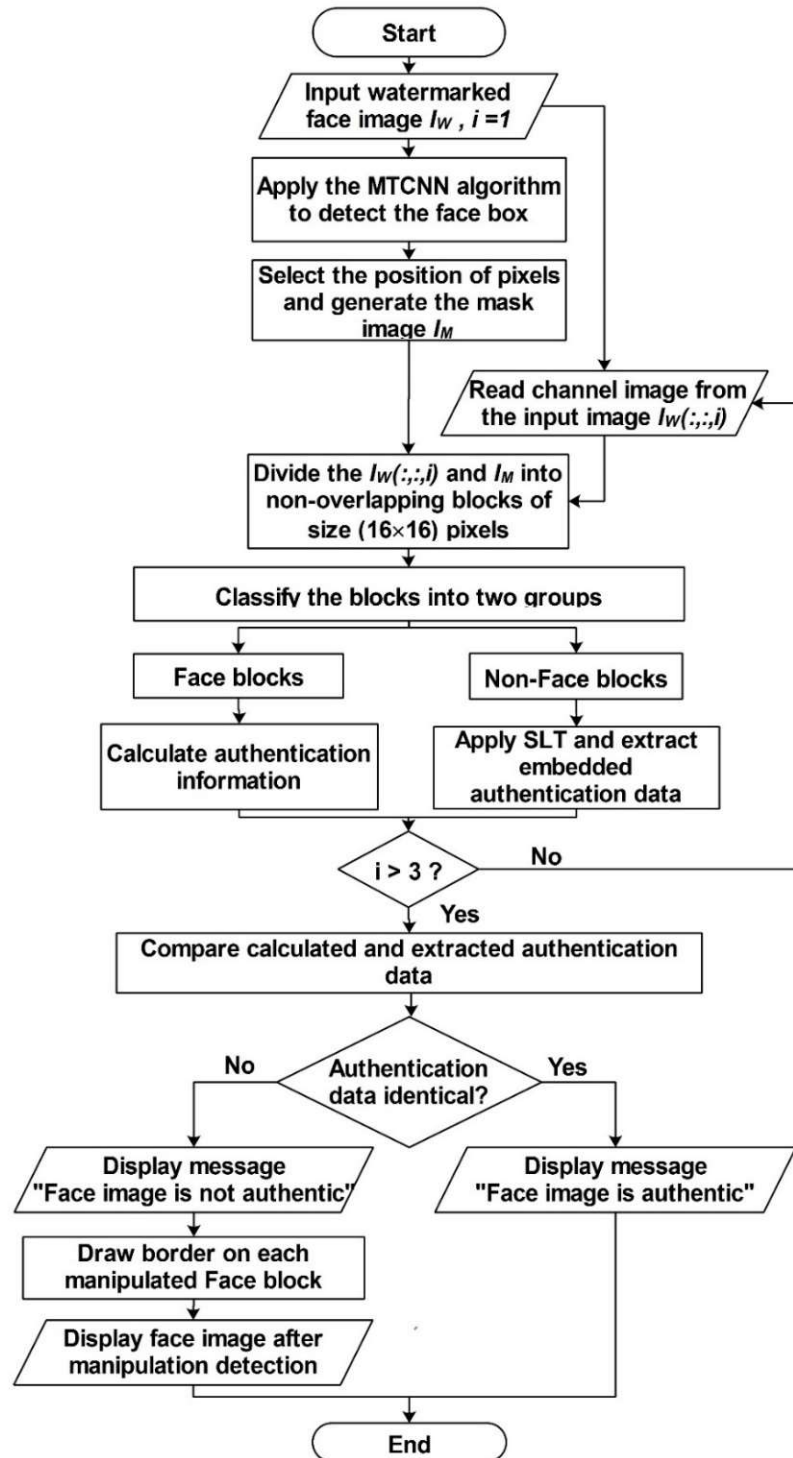 Start
Input watermarked
face image I_W , i =1
Apply the MTCNN algorithm
to detect the face box
Select the position of pixels
and generate the mask
image I_M
Read channel image from
the input image I_W(:,:,i)
Divide the I_W(:,:,i) and I_M into
non-overlapping blocks of
size (16×16) pixels
Classify the blocks into two groups
Face blocks
Non-Face blocks
Calculate authentication
information
Apply SLT and extract
embedded
authentication data
i > 3 ?
No
Yes
Compare calculated and extracted authentication
data
No
Authentication
data identical?
Yes
Display message
"Face image is not authentic"
Display message
"Face image is authentic"
Draw border on each
manipulated Face block
Display face image after
manipulation detection
End